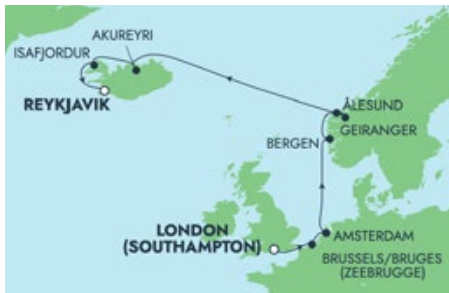 AKUREYRI
ISAFJORDUR
REYKJAVIK
ÅLESUND
GEIRANGER
BERGEN
LONDON
(SOUTHAMPTON)
AMSTERDAM
BRUSSELS/BRUGES
(ZEEBRUGGE)